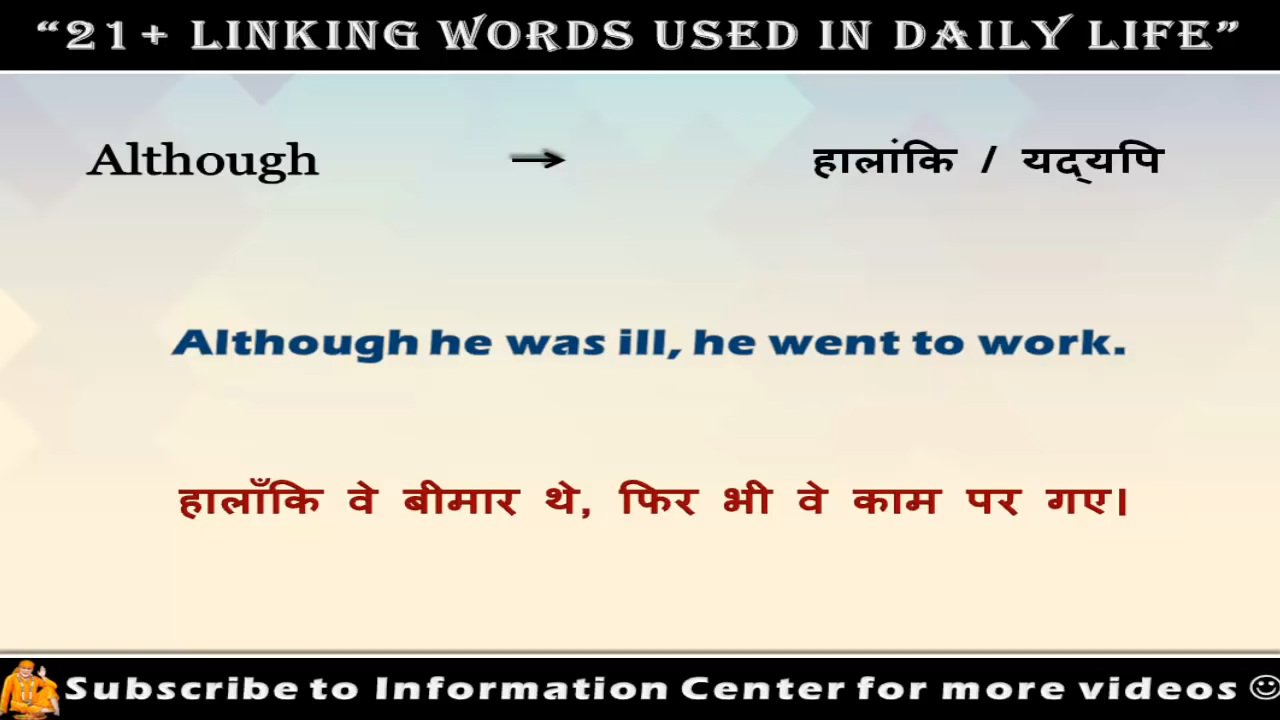 “21+ LINKING WORDS USED IN DAILY LIFE”
Although → हालांकि / यद्यपि
Although he was ill, he went to work.
हालाँकि वे बीमार थे, फिर भी वे काम पर गए।
Subscribe to Information Center for more videos ☺